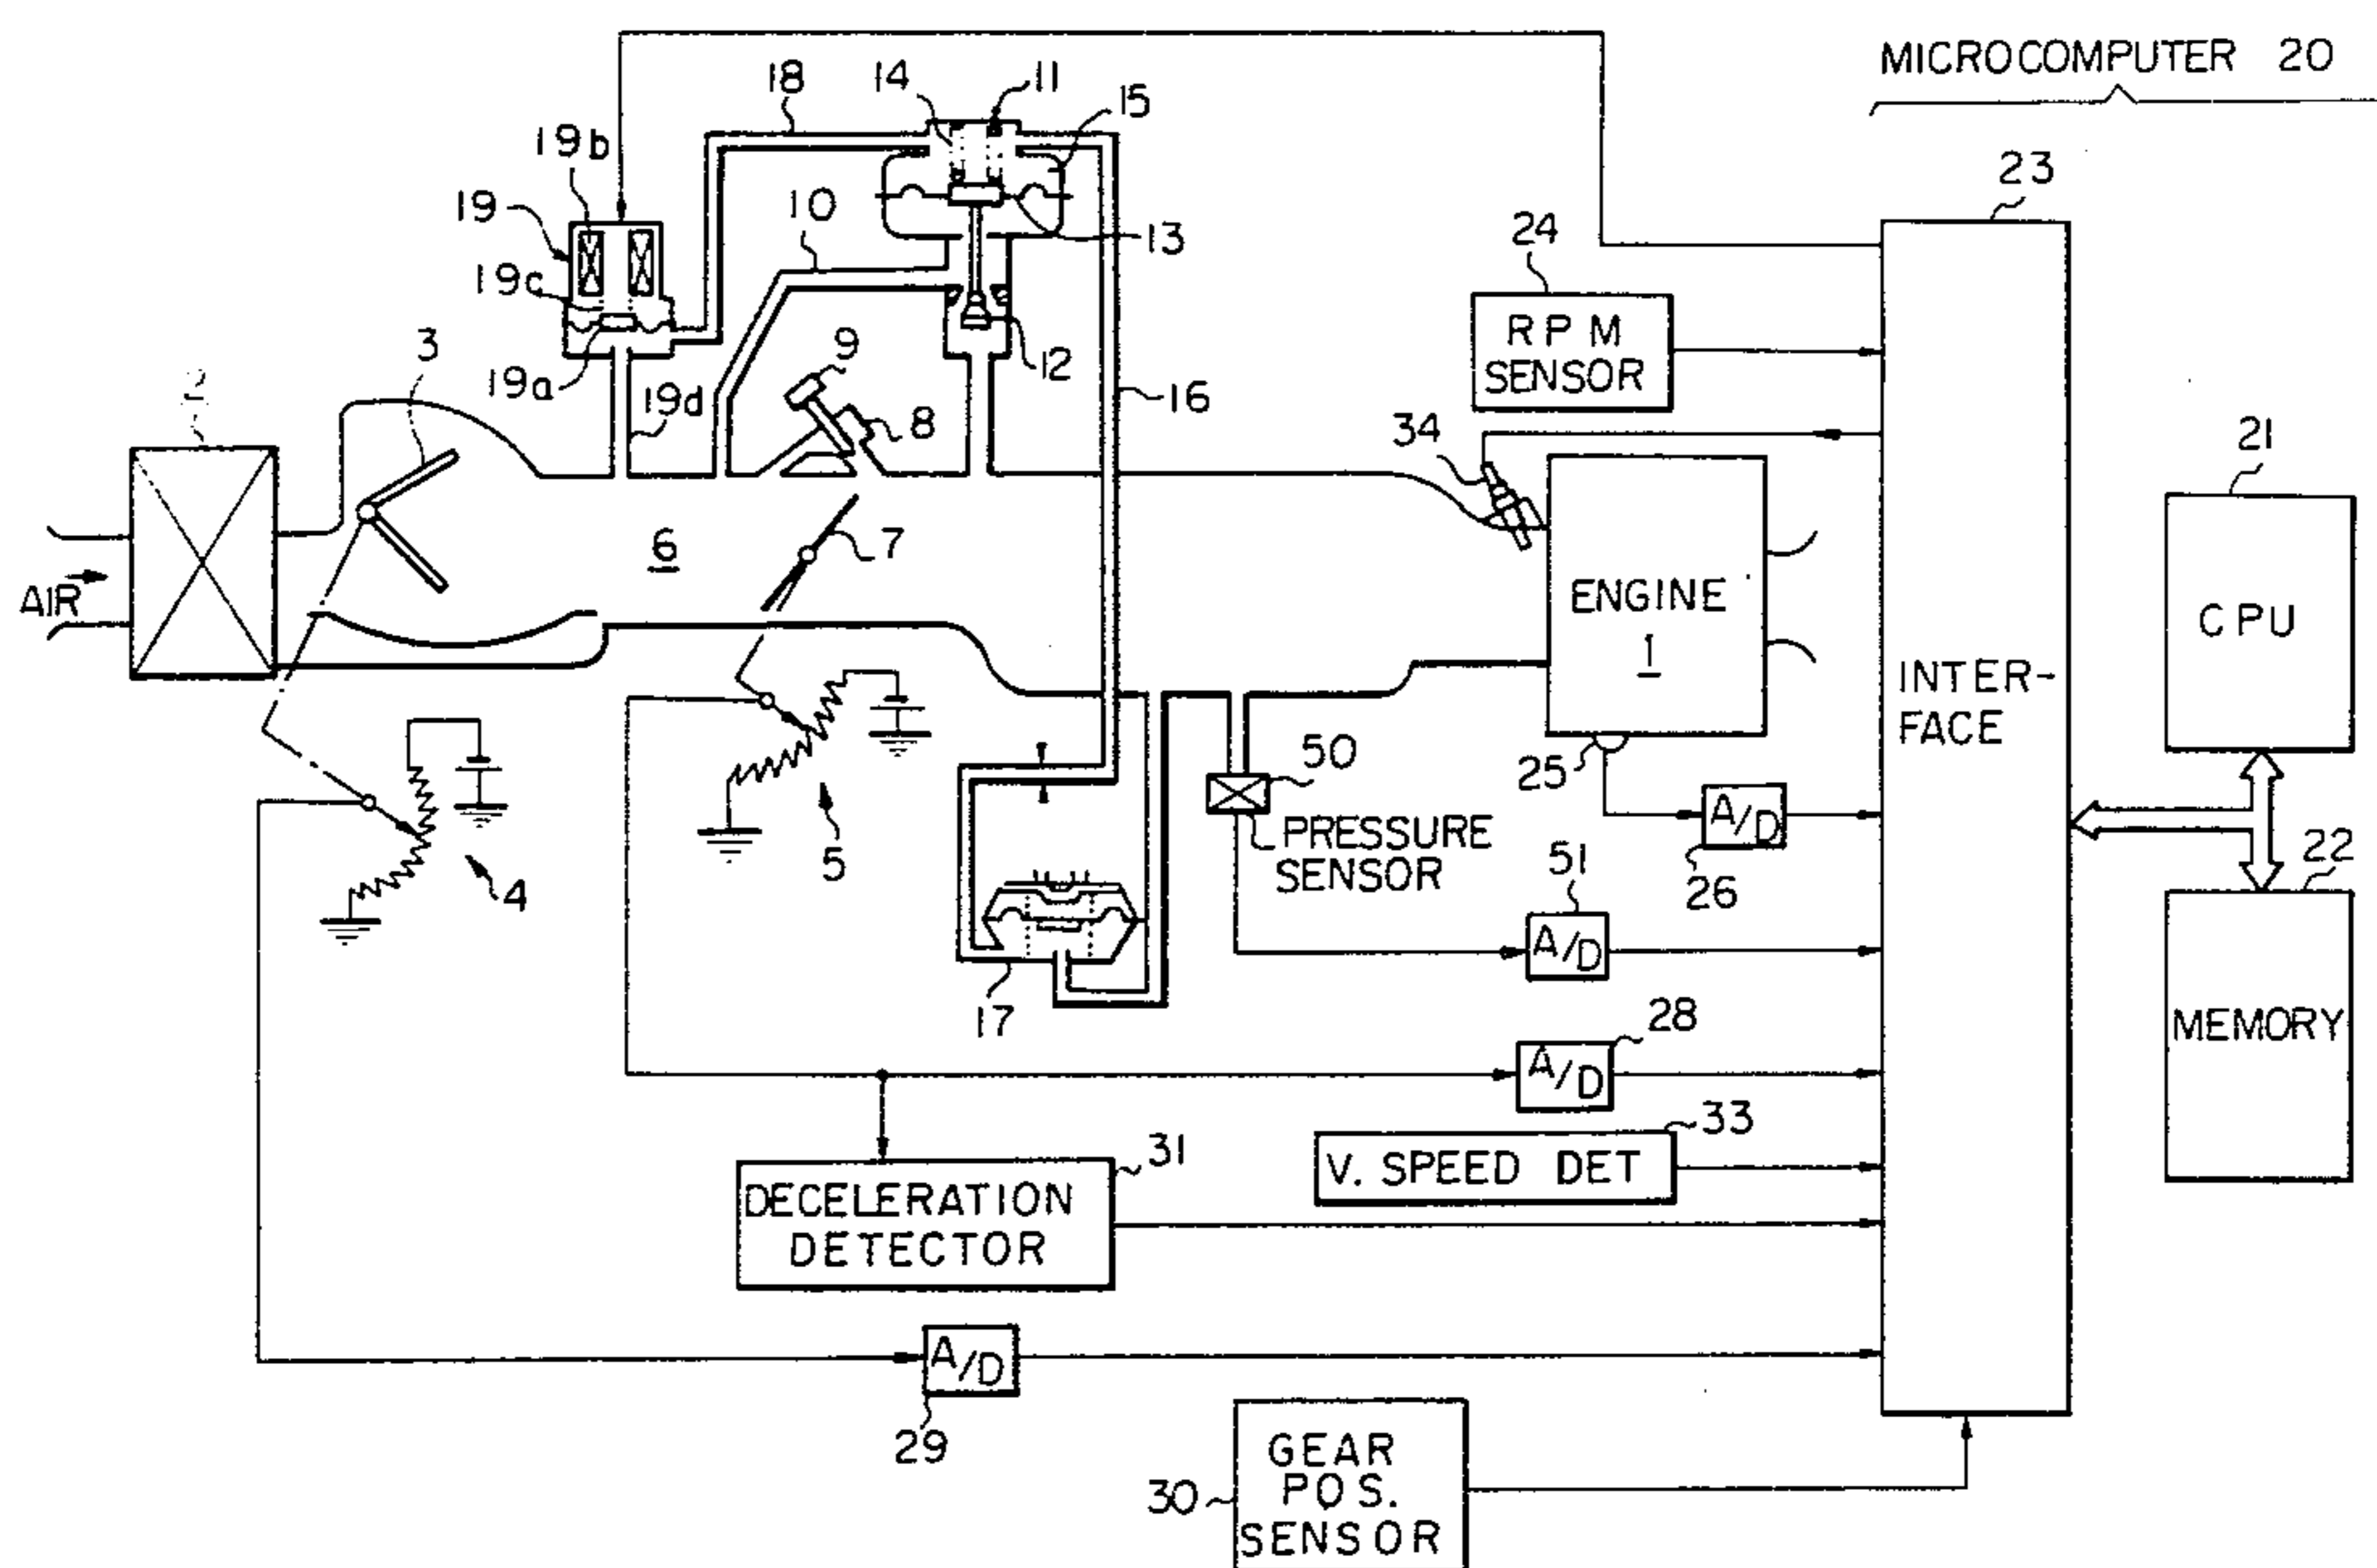 MICROCOMPUTER 20
18
14
11
15
19b
23
19
10
13
24
19c
RPM
SENSOR
3
9
12
2
19a
19d
8
16
34
21
6
7
ENGINE
1
CPU
AIR
INTER-
FACE
50
25
A/D
PRESSURE
SENSOR
5
26
22
4
51
A/D
MEMORY
17
28
A/D
33
V. SPEED DET
31
DECELERATION
DETECTOR
A/D
29
GEAR
POS.
SENSOR
30